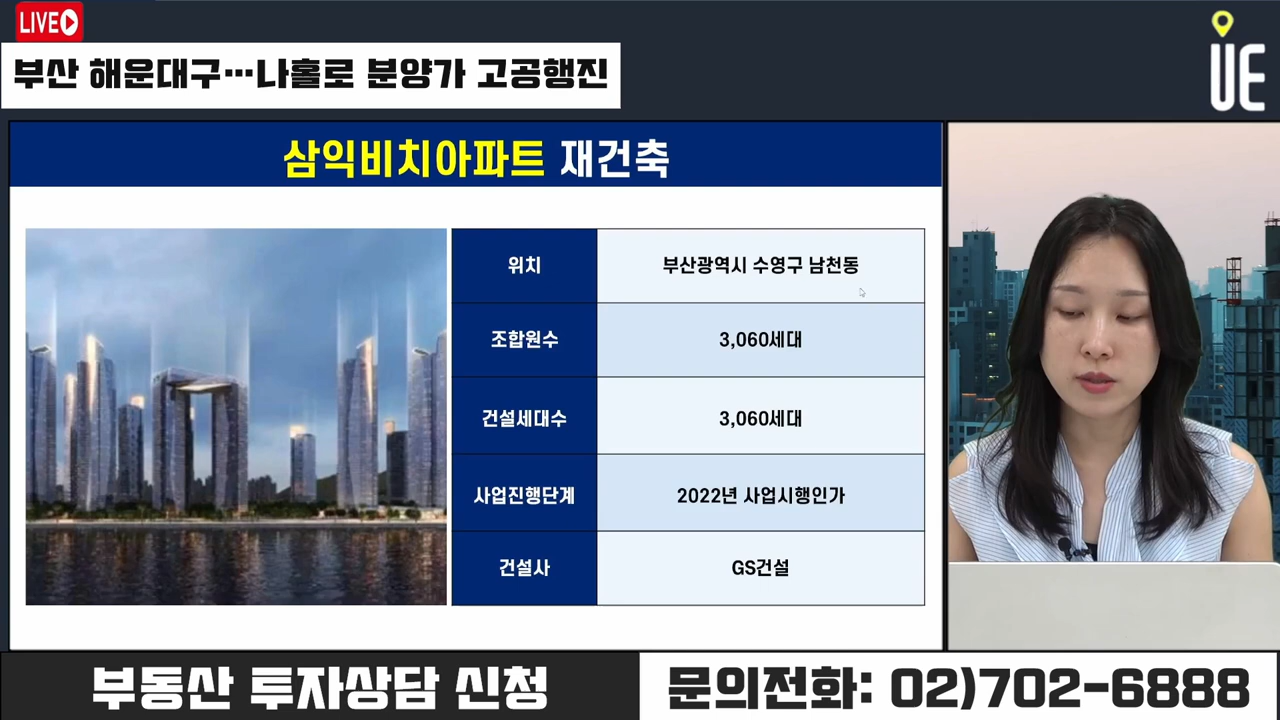 LIVE
부산 해운대구…나홀로 분양가 고공행진
UE
삼익비치아파트 재건축
위치 부산광역시 수영구 남천동
조합원수 3,060세대
건설세대수 3,060세대
사업진행단계 2022년 사업시행인가
건설사 GS건설
부동산 투자상담 신청
문의전화: 02)702-6888